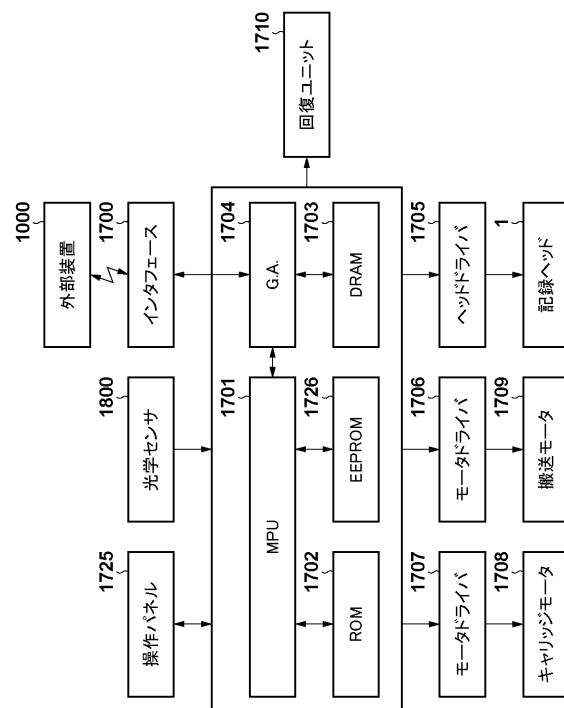 1000
外部装置
1725
操作パネル
1800
光学センサ
1700
インタフェース
1701
MPU
1704
G.A.
1710
回復ユニット
1702
ROM
1726
EEPROM
1703
DRAM
1707
モータドライバ
1706
モータドライバ
1705
ヘッドドライバ
1708
キャリッジモータ
1709
搬送モータ
1
記録ヘッド